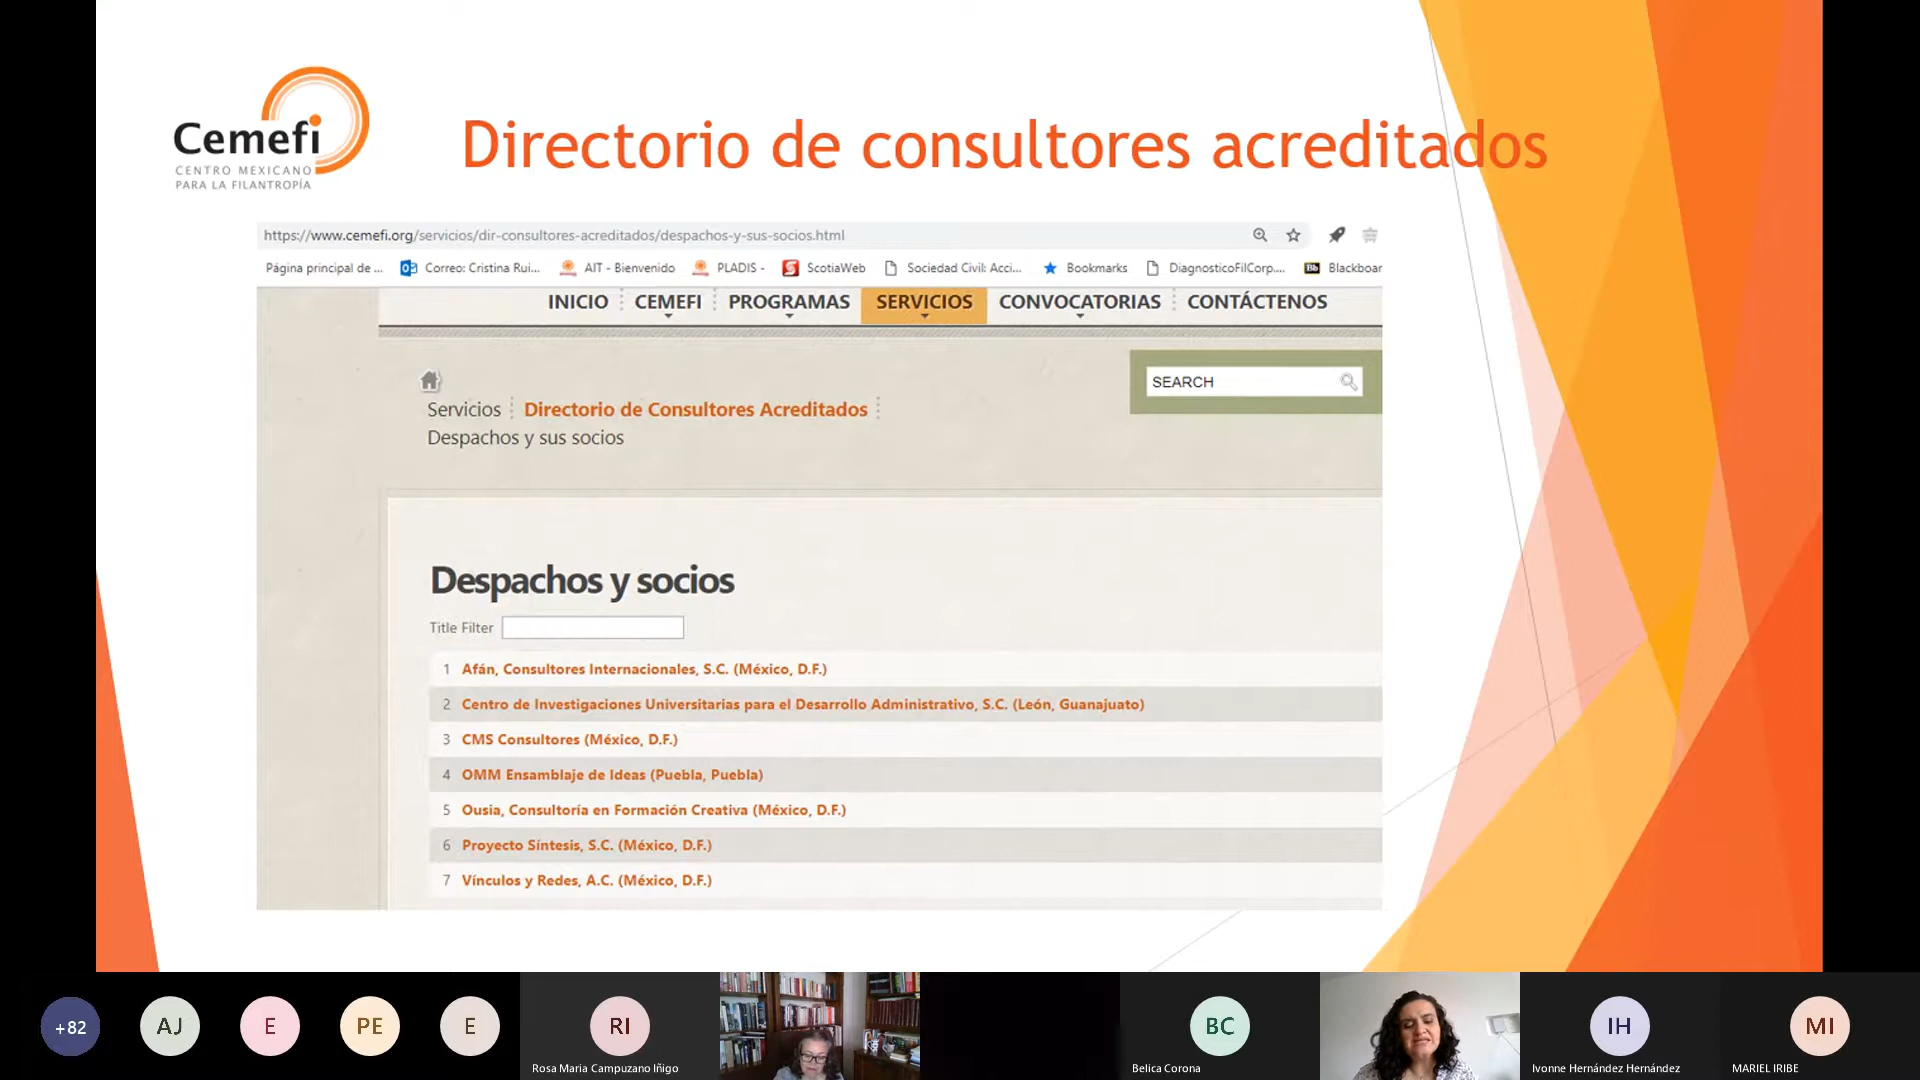 Cemefi
CENTRO MEXICANO
PARA LA FILANTROPÍA
Directorio de consultores acreditados
https://www.cemefi.org/servicios/dir-consultores-acreditados/despachos-y-sus-socios.html
Página principal de ... Correo: Cristina Rui... AIT - Bienvenido PLADIS - ScotiaWeb Sociedad Civil: Acci... Bookmarks DiagnosticoFilCorp.... Bb Blackboar
INICIO CEMEFI PROGRAMAS SERVICIOS CONVOCATORIAS CONTÁCTENOS
SEARCH
Servicios Directorio de Consultores Acreditados
Despachos y sus socios
Despachos y socios
Title Filter
1 Afán, Consultores Internacionales, S.C. (México, D.F.)
2 Centro de Investigaciones Universitarias para el Desarrollo Administrativo, S.C. (León, Guanajuato)
3 CMS Consultores (México, D.F.)
4 OMM Ensamblaje de Ideas (Puebla, Puebla)
5 Ousia, Consultoría en Formación Creativa (México, D.F.)
6 Proyecto Síntesis, S.C. (México, D.F.)
7 Vínculos y Redes, A.C. (México, D.F.)
+82 AJ E PE E RI BC IH MI
Rosa Maria Campuzano Iñigo Belica Corona Ivonne Hernández Hernández MARIEL IRIBE